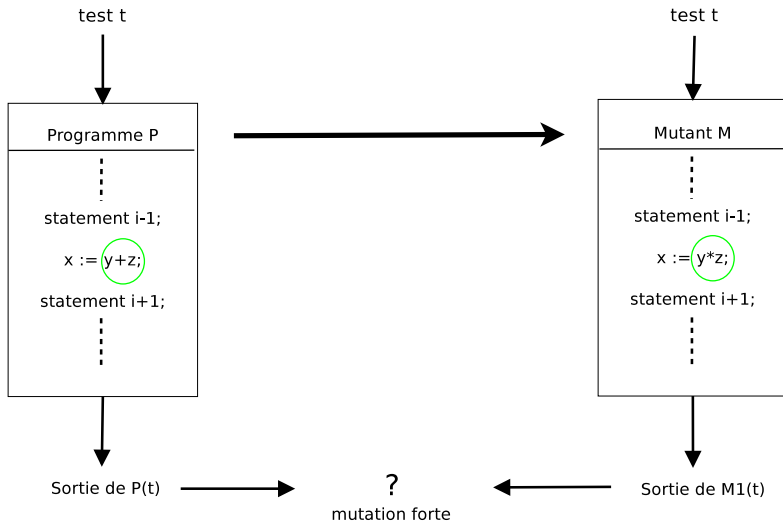 test t
test t
Programme P
Mutant M
statement i-1;
x := y+z;
statement i+1;
statement i-1;
x := y*z;
statement i+1;
Sortie de P(t)
?
mutation forte
Sortie de M1(t)